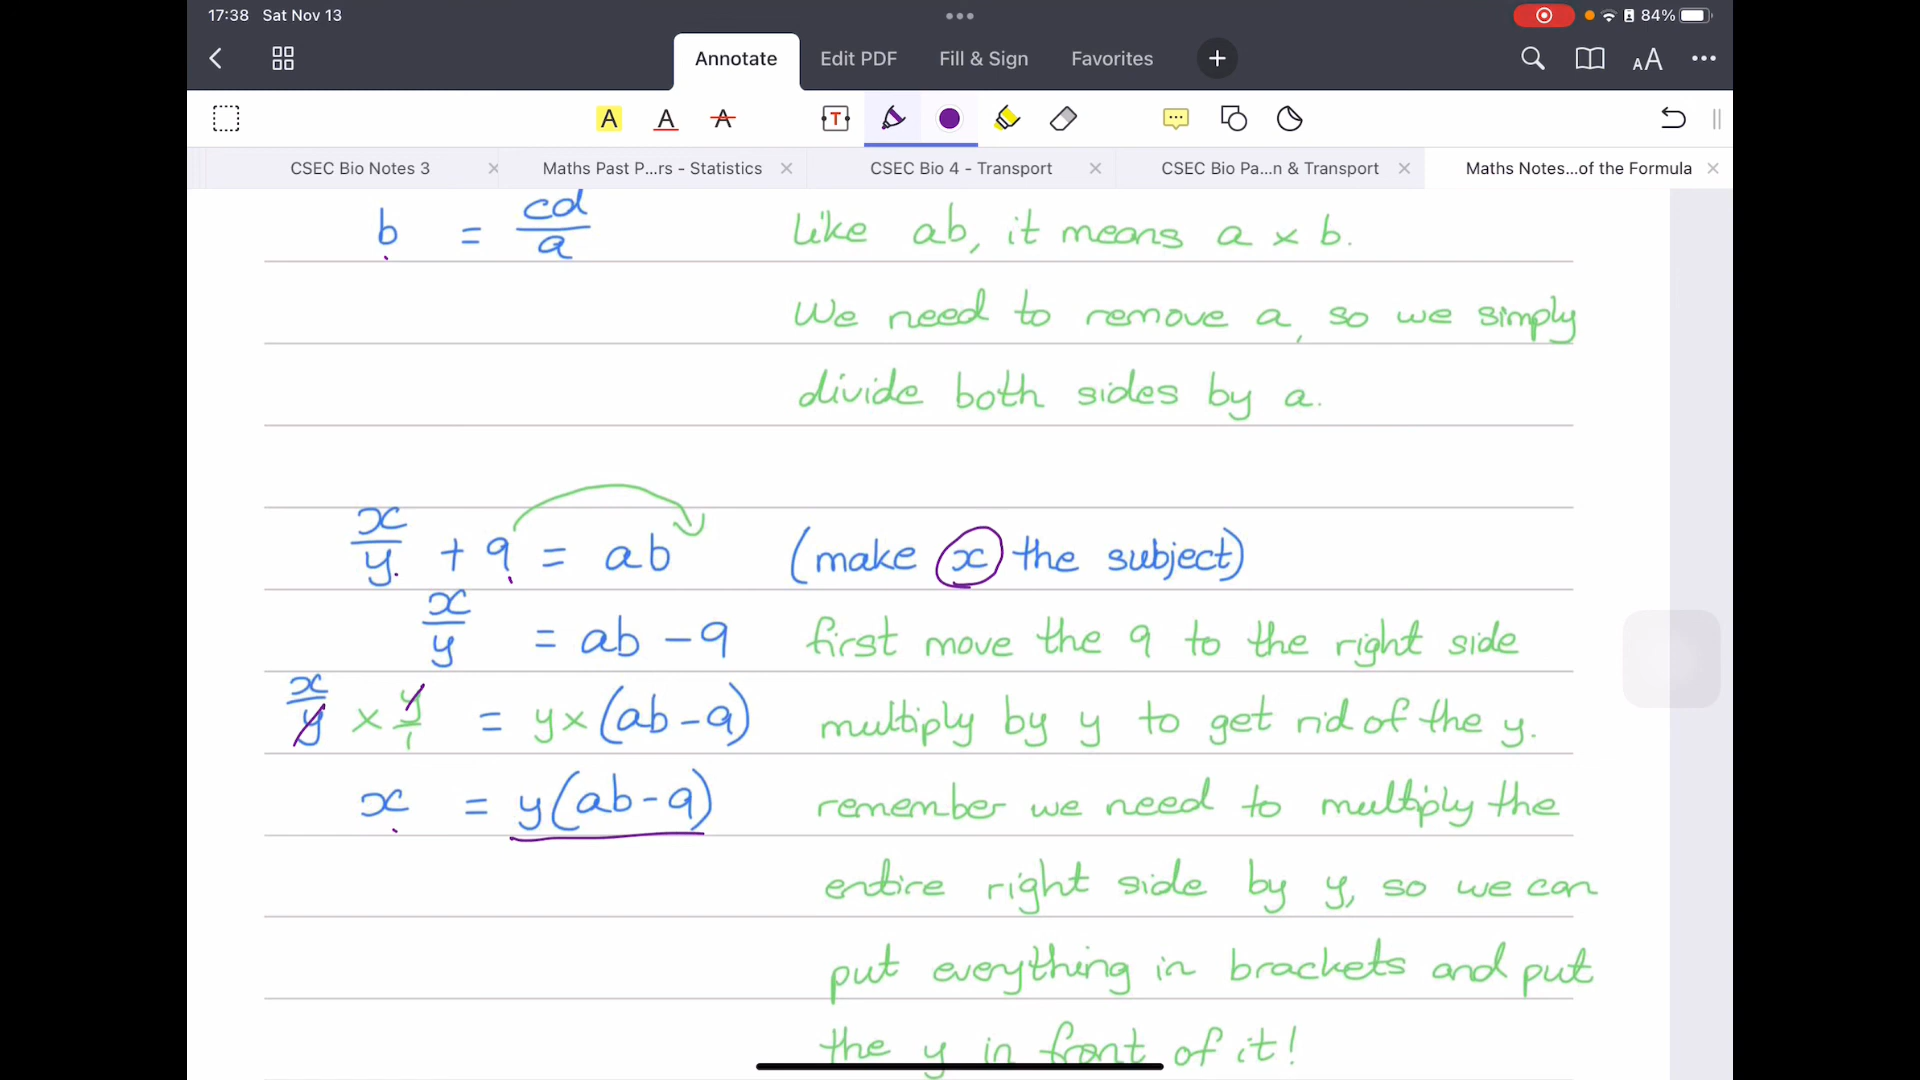 17:38 Sat Nov 13
84%
Annotate
Edit PDF
Fill & Sign
Favorites
CSEC Bio Notes 3
Maths Past P...rs - Statistics
CSEC Bio 4 - Transport
CSEC Bio Pa...n & Transport
Maths Notes...of the Formula
b = cd/a
like ab, it means a × b.
We need to remove a, so we simply
divide both sides by a.
x/y + 9 = ab (make x the subject)
x/y = ab - 9 first move the 9 to the right side
x/y × y/1 = y×(ab-9) multiply by y to get rid of the y.
x = y(ab-9) remember we need to multiply the
entire right side by y, so we can
put everything in brackets and put
the y in front of it!